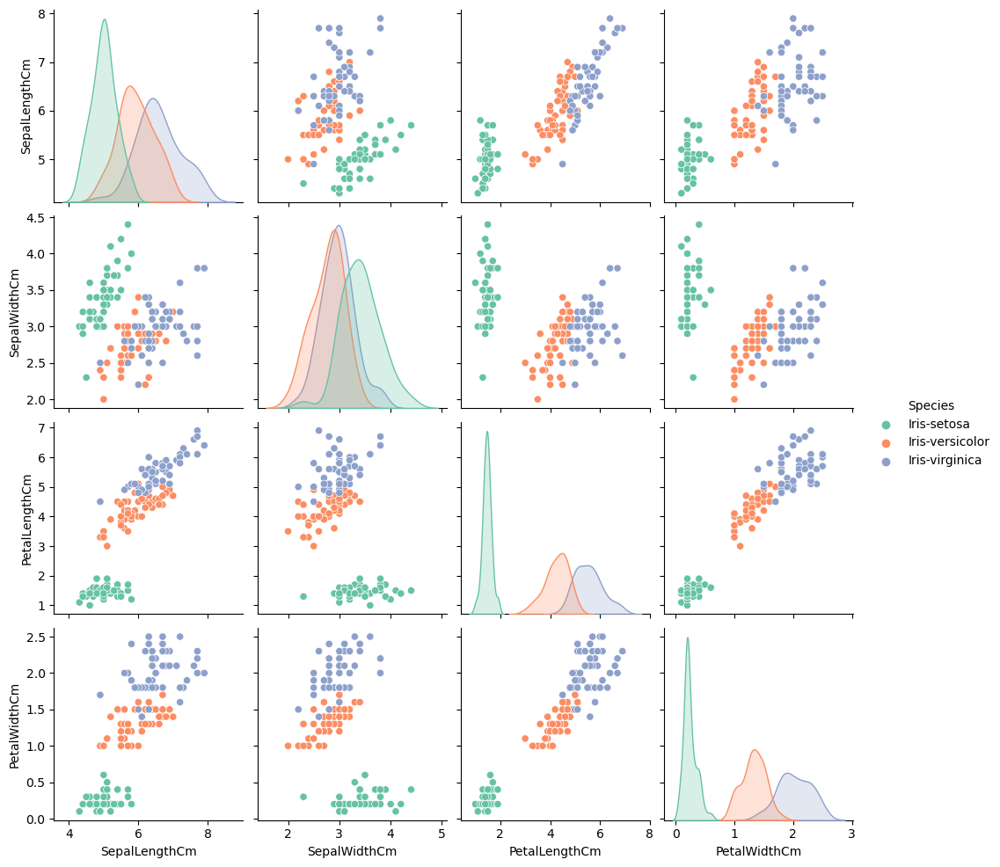 SepalLengthCm
8
7
6
5
SepalWidthCm
4.5
4.0
3.5
3.0
2.5
2.0
PetalLengthCm
7
6
5
4
3
2
1
PetalWidthCm
2.5
2.0
1.5
1.0
0.5
0.0
4 6 8
SepalLengthCm
2 3 4 5
SepalWidthCm
2 4 6 8
PetalLengthCm
0 1 2 3
PetalWidthCm
Species
Iris-setosa
Iris-versicolor
Iris-virginica